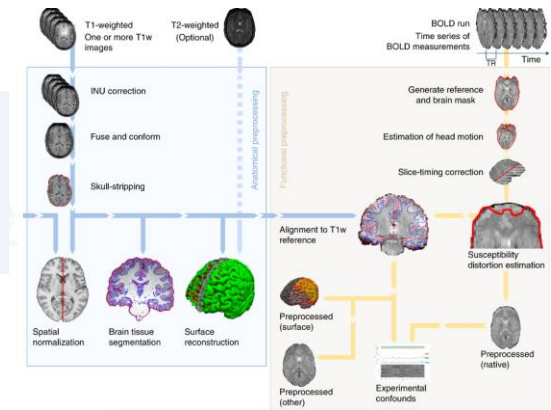 T1-weighted
One or more T1w
images
T2-weighted
(Optional)
INU correction
Fuse and conform
Skull-stripping
Anatomical preprocessing
Spatial
normalization
Brain tissue
segmentation
Surface
reconstruction
BOLD run
Time series of
BOLD measurements
TR
Time
Functional preprocessing
Generate reference
and brain mask
Estimation of head motion
Slice-timing correction
Alignment to T1w
reference
Susceptibility
distortion estimation
Preprocessed
(surface)
Preprocessed
(other)
Experimental
confounds
Preprocessed
(native)